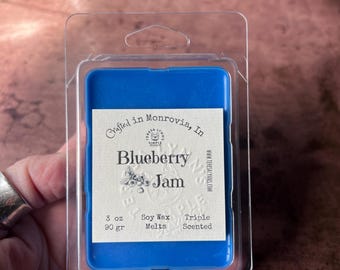 Crafted in Monrovia, In
Blueberry
Jam
3 oz Soy Wax Triple
90 gr Melts Scented